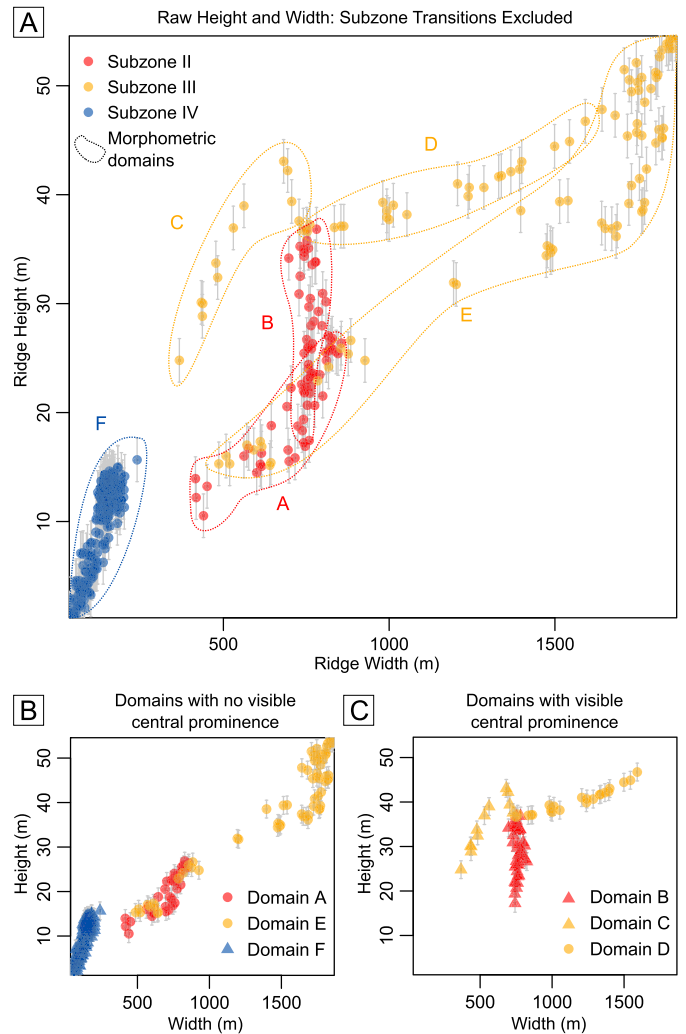 A
Raw Height and Width: Subzone Transitions Excluded
Subzone II
Subzone III
Subzone IV
Morphometric
domains
C
D
B
E
F
A
Ridge Height (m)
50
40
30
20
10
500
1000
1500
Ridge Width (m)
B
Domains with no visible
central prominence
Height (m)
50
40
30
20
10
Domain A
Domain E
Domain F
500
1000
1500
Width (m)
C
Domains with visible
central prominence
Height (m)
50
40
30
20
10
Domain B
Domain C
Domain D
500
1000
1500
Width (m)